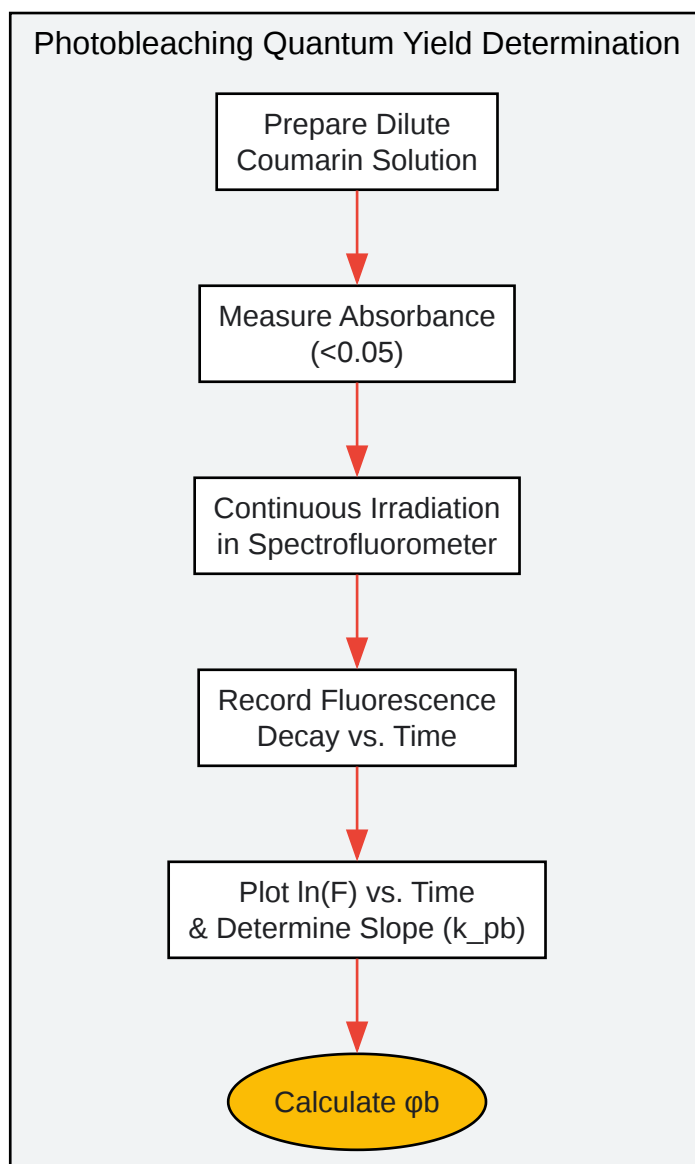 Photobleaching Quantum Yield Determination
Prepare Dilute
Coumarin Solution
Measure Absorbance
(<0.05)
Continuous Irradiation
in Spectrofluorometer
Record Fluorescence
Decay vs. Time
Plot ln(F) vs. Time
& Determine Slope (k_pb)
Calculate φb